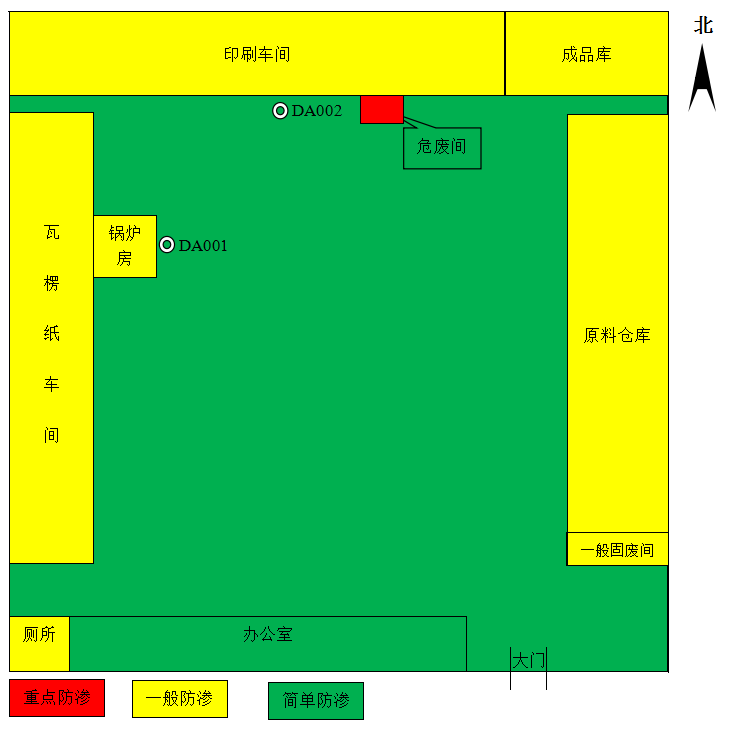 北
印刷车间
成品库
DA002
危废间
瓦
楞
纸
车
间
锅炉
房
DA001
原料仓库
一般固废间
厕所
办公室
大门
重点防渗
一般防渗
简单防渗